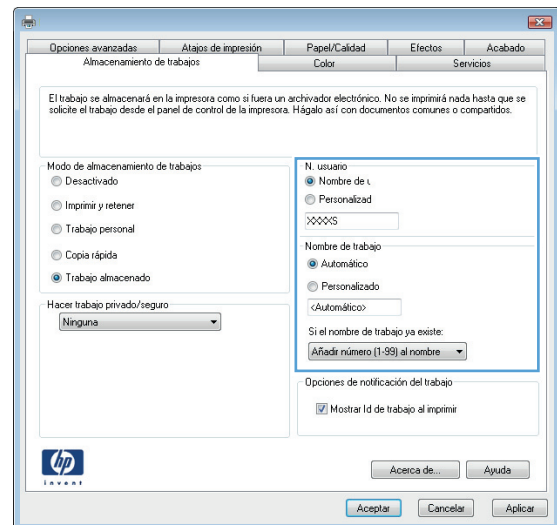 Opciones avanzadas Atajos de impresión Papel/Calidad Efectos Acabado
Almacenamiento de trabajos Color Servicios
El trabajo se almacenará en la impresora como si fuera un archivador electrónico. No se imprimirá nada hasta que se
solicite el trabajo desde el panel de control de la impresora. Hágalo así con documentos comunes o compartidos.
Modo de almacenamiento de trabajos
Desactivado
Imprimir y retener
Trabajo personal
Copia rápida
Trabajo almacenado
Hacer trabajo privado/seguro
Ninguna
N. usuario
Nombre de u
Personalizad
XXXXS
Nombre de trabajo
Automático
Personalizado
<Automático>
Si el nombre de trabajo ya existe:
Añadir número (1-99) al nombre
Opciones de notificación del trabajo
Mostrar Id de trabajo al imprimir
hp
invent
Acerca de... Ayuda
Aceptar Cancelar Aplicar